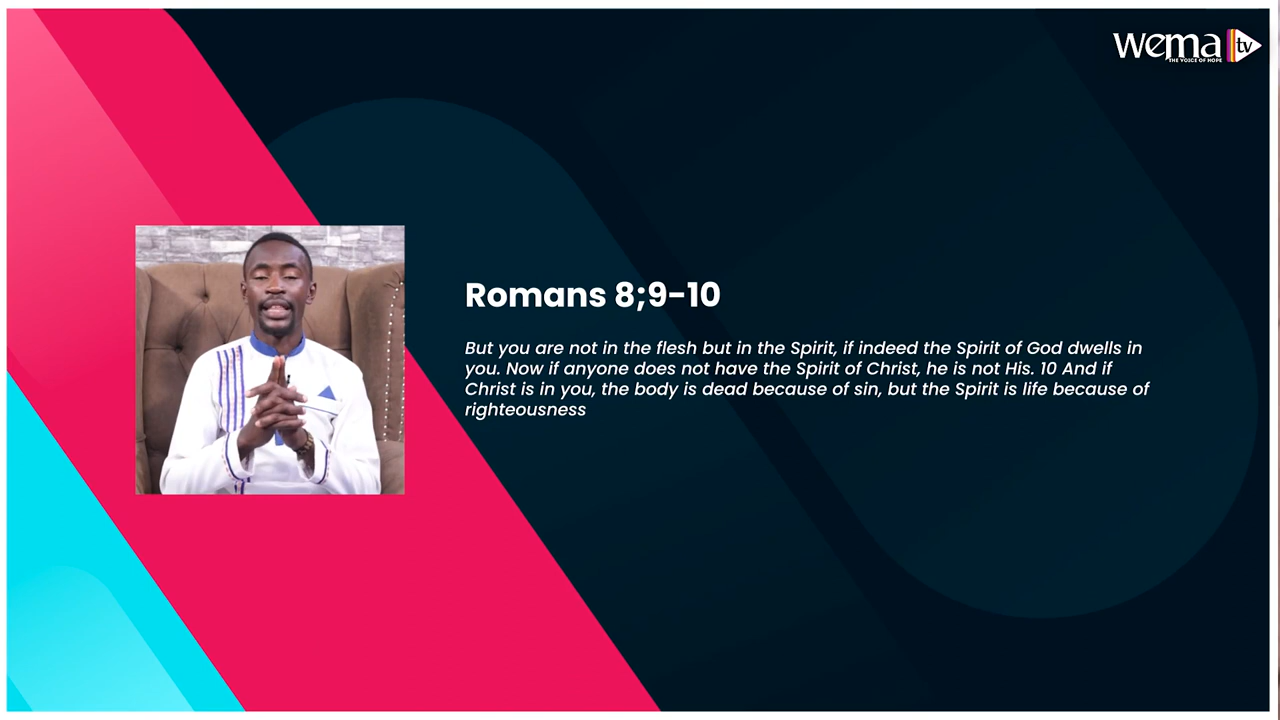 Wema tv
THE VOICE OF HOPE
Romans 8;9-10
But you are not in the flesh but in the Spirit, if indeed the Spirit of God dwells in
you. Now if anyone does not have the Spirit of Christ, he is not His. 10 And if
Christ is in you, the body is dead because of sin, but the Spirit is life because of
righteousness